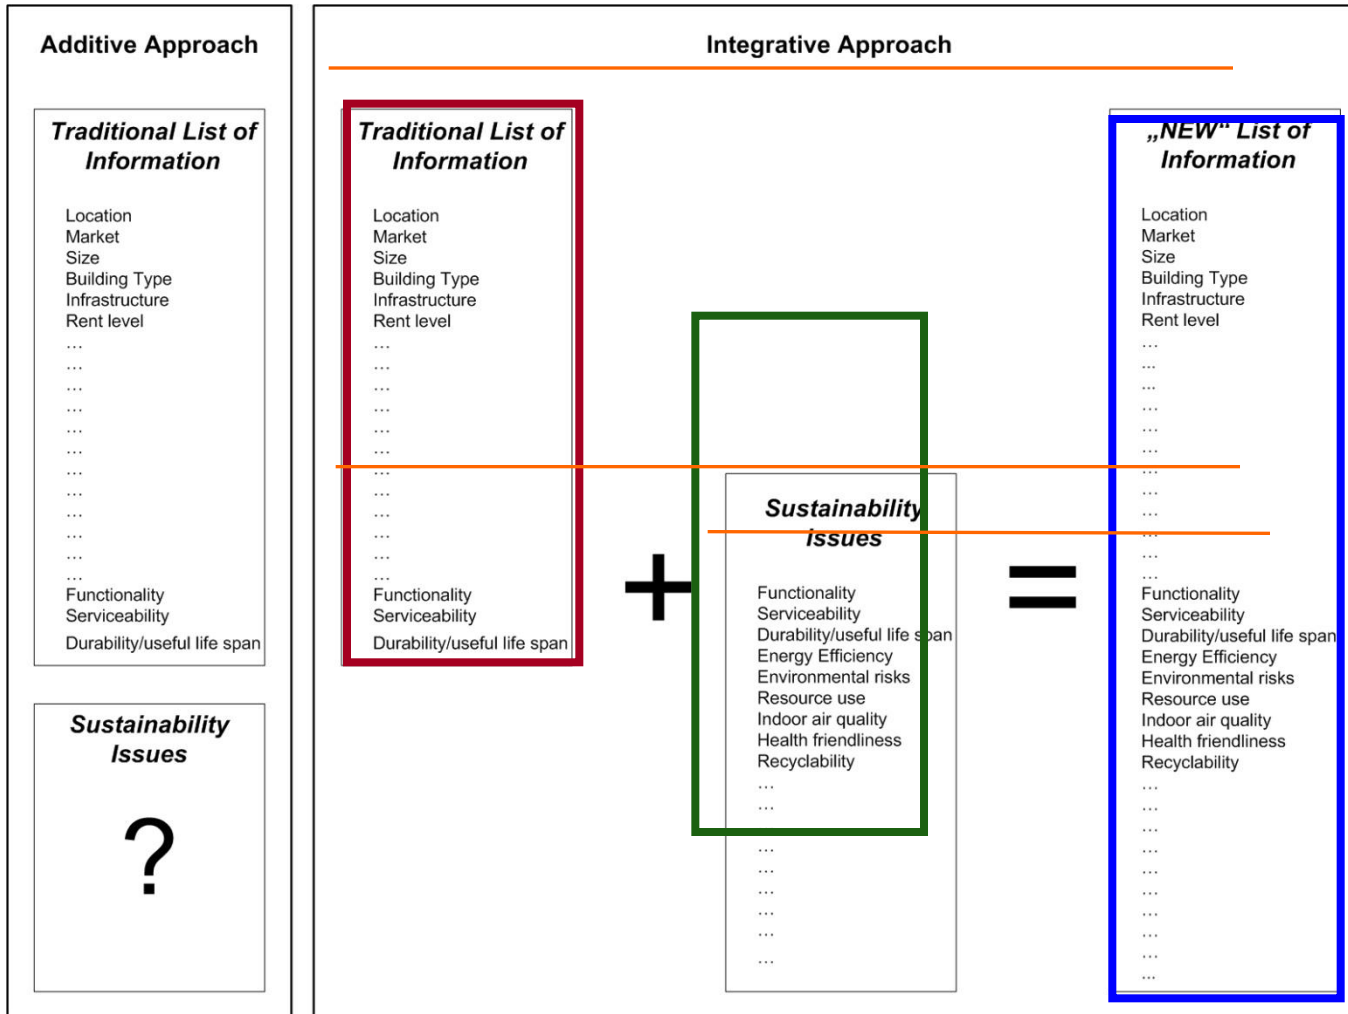 Additive Approach
Traditional List of
Information
Location
Market
Size
Building Type
Infrastructure
Rent level
…
…
…
…
…
…
…
…
…
…
…
…
Functionality
Serviceability
Durability/useful life span
Sustainability
Issues
?
Integrative Approach
Traditional List of
Information
Location
Market
Size
Building Type
Infrastructure
Rent level
…
…
…
…
…
…
…
…
…
…
…
…
Functionality
Serviceability
Durability/useful life span
+
Sustainability
Issues
Functionality
Serviceability
Durability/useful life span
Energy Efficiency
Environmental risks
Resource use
Indoor air quality
Health friendliness
Recyclability
…
…
…
…
…
…
…
…
=
„NEW“ List of
Information
Location
Market
Size
Building Type
Infrastructure
Rent level
…
...
...
…
…
…
…
…
…
…
…
…
Functionality
Serviceability
Durability/useful life span
Energy Efficiency
Environmental risks
Resource use
Indoor air quality
Health friendliness
Recyclability
…
…
…
…
…
…
…
…
…
...